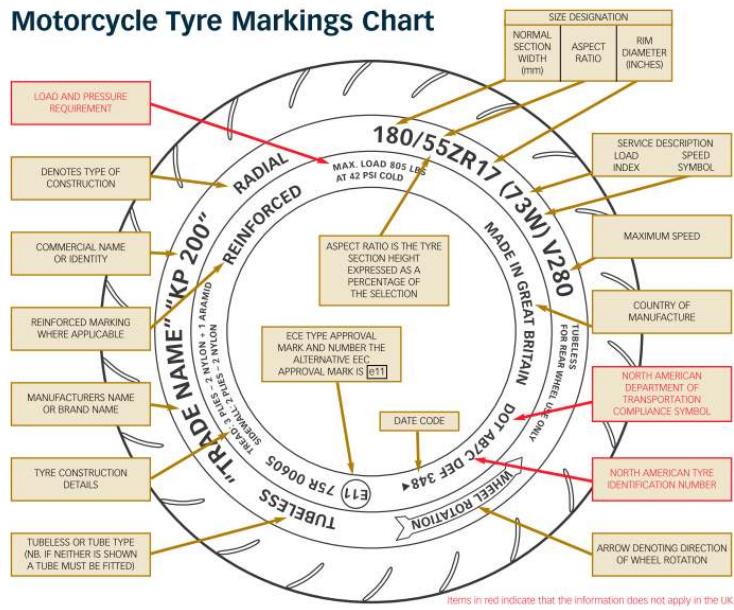 Motorcycle Tyre Markings Chart
SIZE DESIGNATION
NORMAL
SECTION
WIDTH
(mm)
ASPECT
RATIO
RIM
DIAMETER
(INCHES)
LOAD AND PRESSURE
REQUIREMENT
DENOTES TYPE OF
CONSTRUCTION
COMMERCIAL NAME
OR IDENTITY
REINFORCED MARKING
WHERE APPLICABLE
MANUFACTURERS NAME
OR BRAND NAME
TYRE CONSTRUCTION
DETAILS
TUBELESS OR TUBE TYPE
(NB. IF NEITHER IS SHOWN
A TUBE MUST BE FITTED)
180/55ZR17 (73W) V280
RADIAL
MAX. LOAD 805 LBS
AT 42 PSI COLD
REINFORCED
"TRADE NAME" "KP 200"
TREAD: 3 PLIES – 2 NYLON + 1 ARAMID
SIDEWALL: 2 PLIES – 2 NYLON
ASPECT RATIO IS THE TYRE
SECTION HEIGHT
EXPRESSED AS A
PERCENTAGE OF
THE SELECTION
ECE TYPE APPROVAL
MARK AND NUMBER THE
ALTERNATIVE EEC
APPROVAL MARK IS e11
DATE CODE
MADE IN GREAT BRITAIN
TUBELESS
FOR REAR WHEEL USE ONLY
DOT AB7C DEF 348◄
E11 75R 00605
TUBELESS
WHEEL ROTATION
SERVICE DESCRIPTION
LOAD
INDEX
SPEED
SYMBOL
MAXIMUM SPEED
COUNTRY OF
MANUFACTURE
NORTH AMERICAN
DEPARTMENT OF
TRANSPORTATION
COMPLIANCE SYMBOL
NORTH AMERICAN TYRE
IDENTIFICATION NUMBER
ARROW DENOTING DIRECTION
OF WHEEL ROTATION
Items in red indicate that the information does not apply in the UK